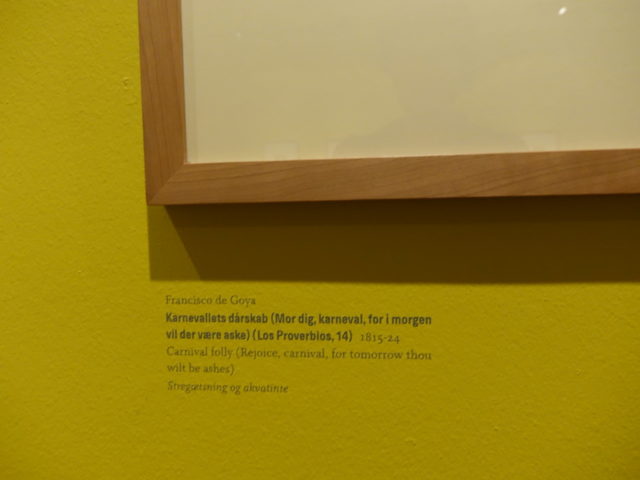 Francisco de Goya
Karnevallets dårskab (Mor dig, karneval, for i morgen
vil der være aske) (Los Proverbios, 14) 1815-24
Carnival folly (Rejoice, carnival, for tomorrow thou
wilt be ashes)
Stregætsning og akvatinte